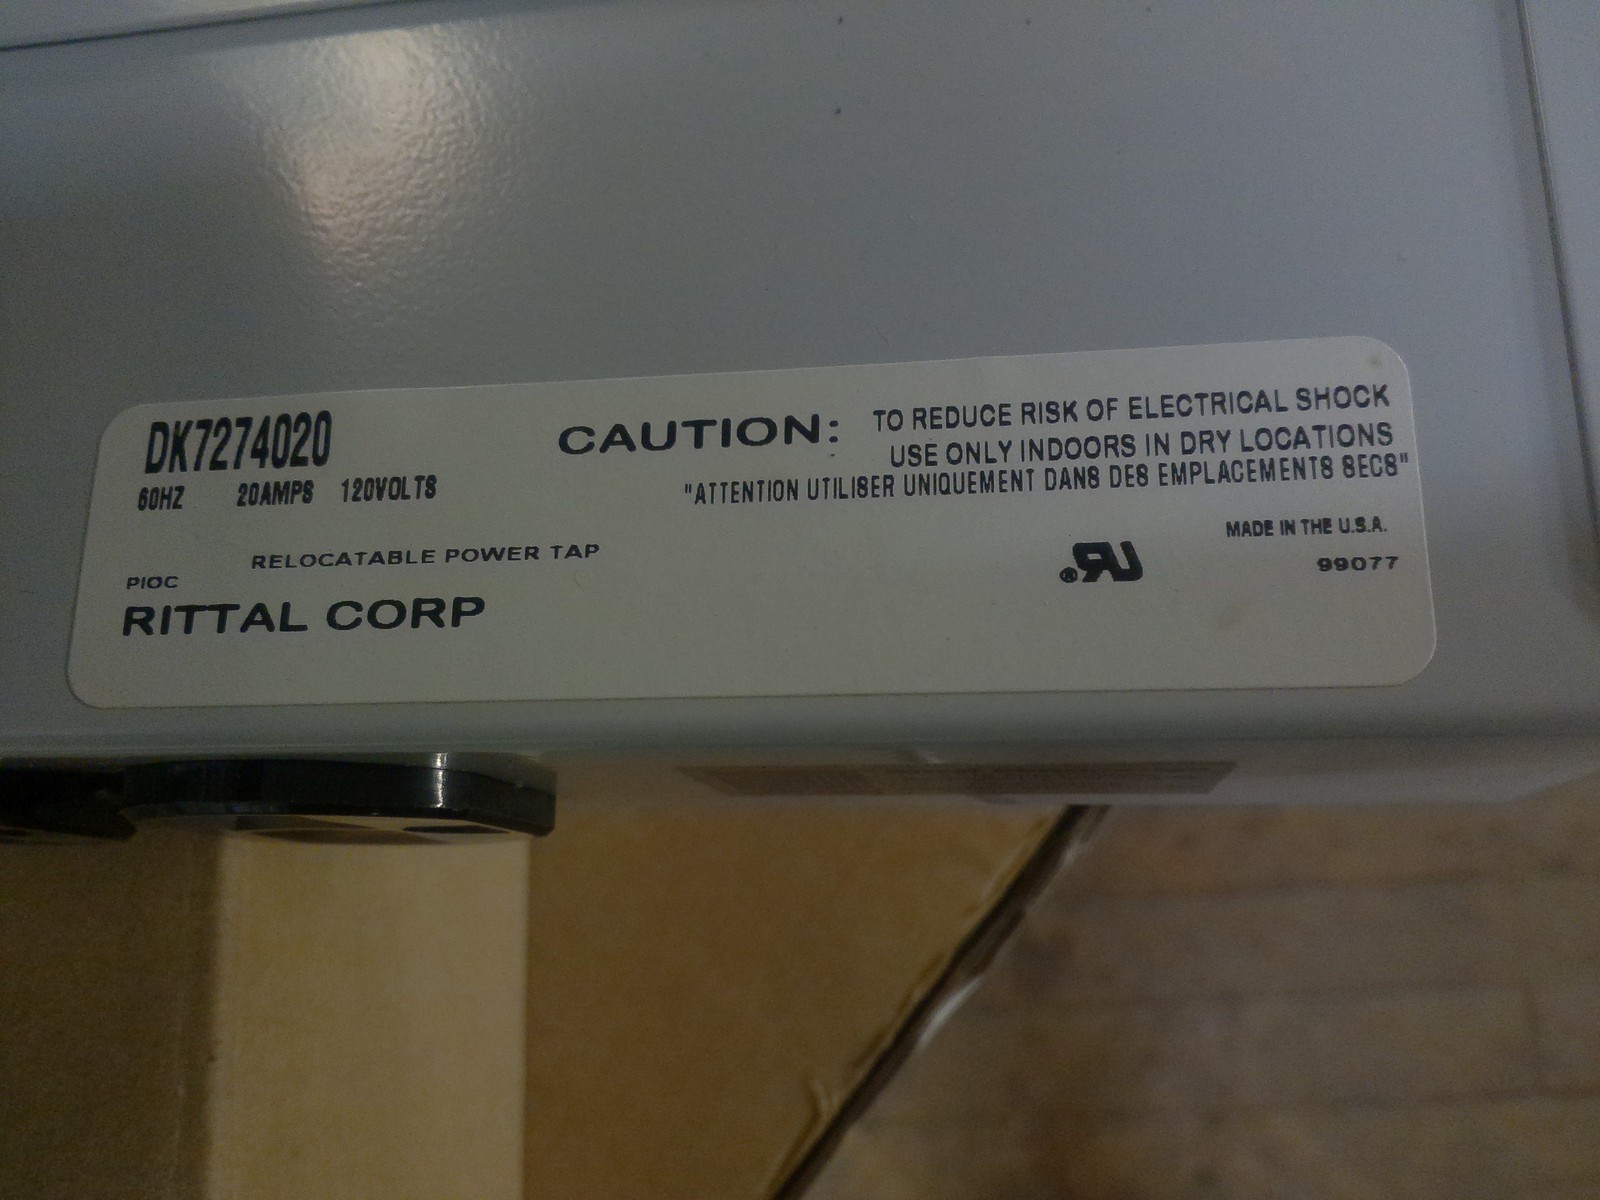 DK7274020
60HZ 20AMPS 120VOLTS
CAUTION: TO REDUCE RISK OF ELECTRICAL SHOCK
USE ONLY INDOORS IN DRY LOCATIONS
"ATTENTION UTILISER UNIQUEMENT DANS DES EMPLACEMENTS SECS"
RELOCATABLE POWER TAP
PIOC
RITTAL CORP
RU®
MADE IN THE U.S.A.
99077